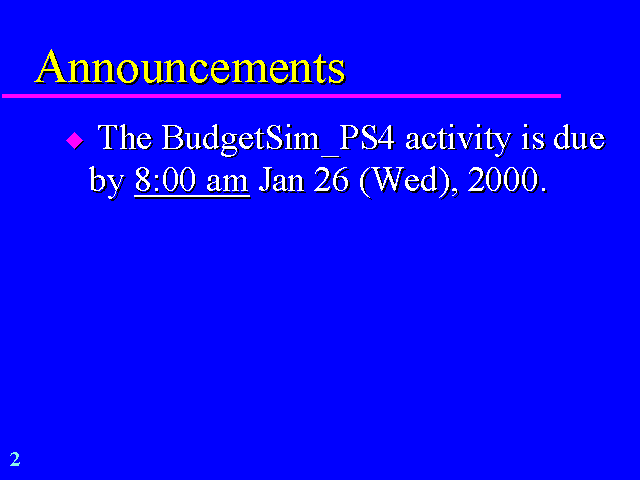 Announcements
The BudgetSim_PS4 activity is due
by 8:00 am Jan 26 (Wed), 2000.
2